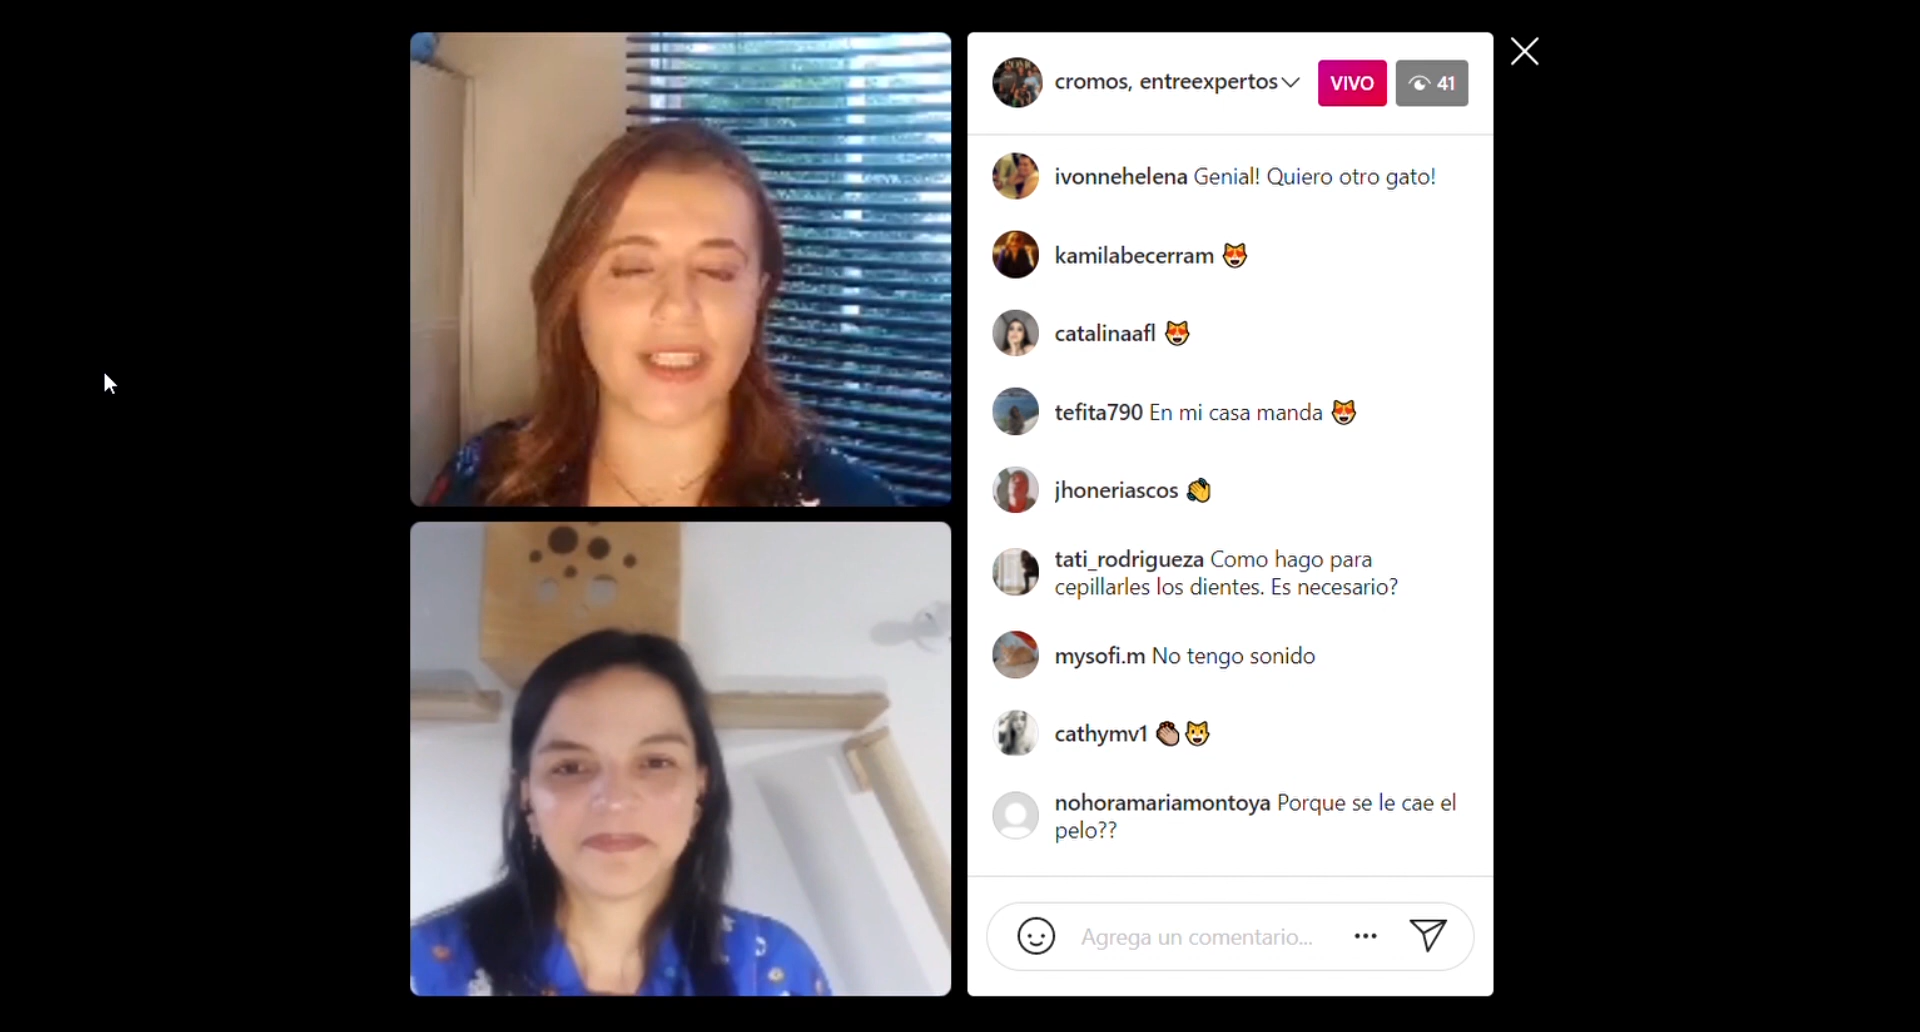 cromos, entreexpertos
VIVO
41
ivonnehelena Genial! Quiero otro gato!
kamilabecerram 😻
catalinaafl 😻
tefita790 En mi casa manda 😻
jhoneriascos 👏
tati_rodrigueza Como hago para
cepillarles los dientes. Es necesario?
mysofi.m No tengo sonido
cathymv1 👏🏽😺
nohoramariamontoya Porque se le cae el
pelo??
Agrega un comentario...